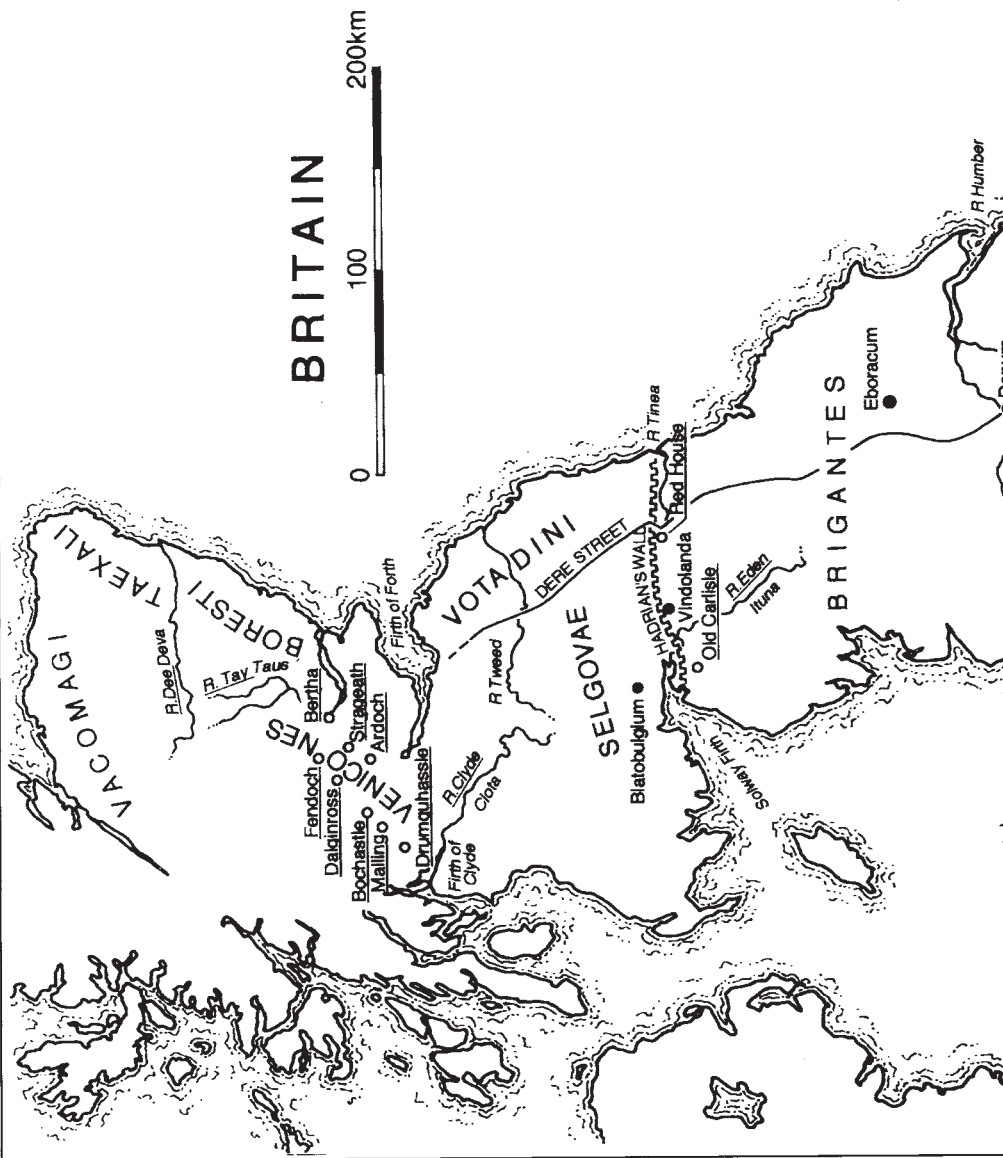 BRITAIN
0 100 200km
VACOMAGI
TAEXALI
R. Dee Deva
BORESTI
R. Tay Taus
VENICONES
Bertha
Fendoch
Strageath
Dalginross
Ardoch
Bochastle
Malling
Drumquhassle
Firth of Forth
R. Clyde
Clota
Firth of
Clyde
VOTADINI
R Tweed
DERE STREET
SELGOVAE
Blatobulgium
HADRIAN'S WALL
R Tinea
Red House
Vindolanda
Old Carlisle
Solway Firth
R. Eden
Ituna
BRIGANTES
Eboracum
R Humber